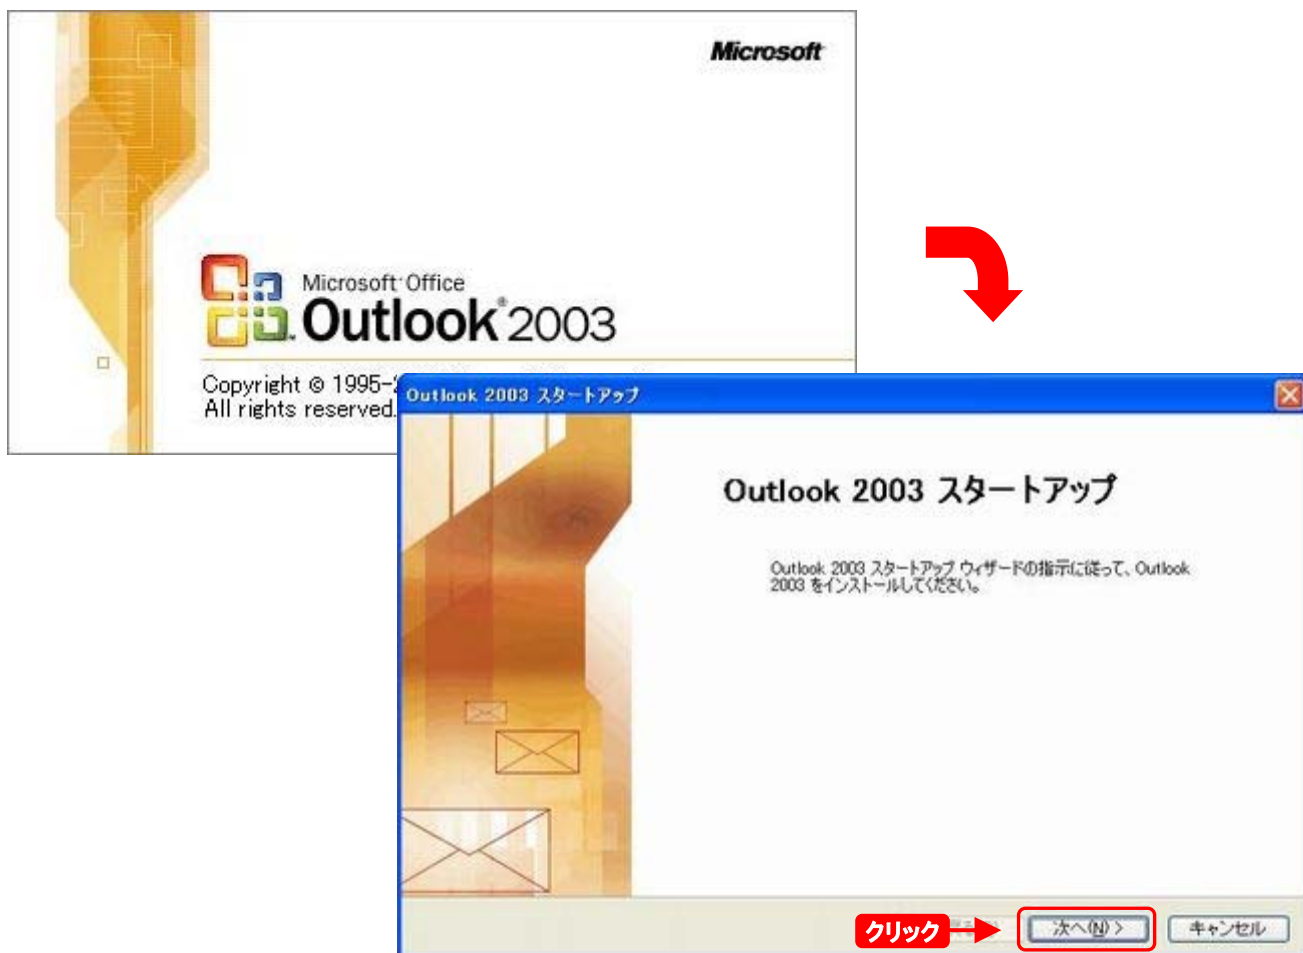 Microsoft
Microsoft Office
Outlook® 2003
Copyright © 1995-
All rights reserved.
Outlook 2003 スタートアップ
Outlook 2003 スタートアップ
Outlook 2003 スタートアップ ウィザードの指示に従って、Outlook
2003 をインストールしてください。
クリック
次へ(N) >
キャンセル